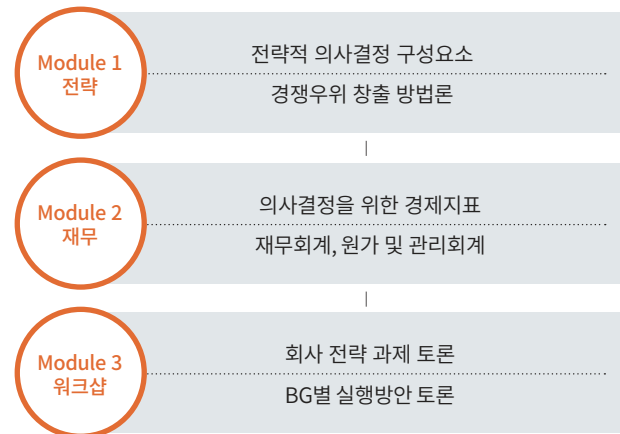 Module 1
전략
전략적 의사결정 구성요소
경쟁우위 창출 방법론
Module 2
재무
의사결정을 위한 경제지표
재무회계, 원가 및 관리회계
Module 3
워크샵
회사 전략 과제 토론
BG별 실행방안 토론